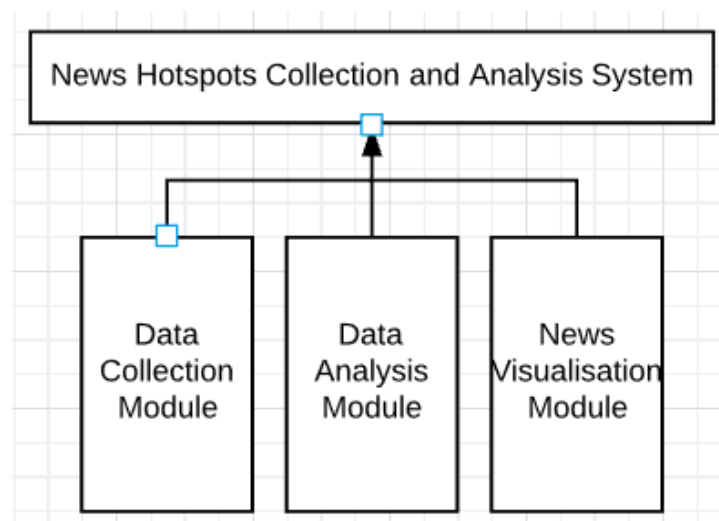 News Hotspots Collection and Analysis System
Data
Collection
Module
Data
Analysis
Module
News
Visualisation
Module